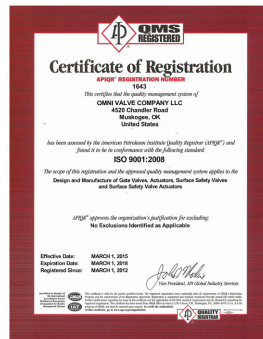 QMS
REGISTERED
Certificate of Registration
APIQR® REGISTRATION NUMBER
1643
This certifies that the quality management system of
OMNI VALVE COMPANY LLC
4520 Chandler Road
Muskogee, OK
United States
has been assessed by the American Petroleum Institute Quality Registrar (APIQR®) and
found it to be in conformance with the following standard:
ISO 9001:2008
The scope of this registration and the approved quality management system applies to the
Design and Manufacture of Gate Valves, Actuators, Surface Safety Valves
and Surface Safety Valve Actuators
APIQR® approves the organization's justification for excluding:
No Exclusions Identified as Applicable
Effective Date: MARCH 1, 2015
Expiration Date: MARCH 1, 2018
Registered Since: MARCH 1, 2012
Vice President, API Global Industry Services
QUALITY
REGISTRAR